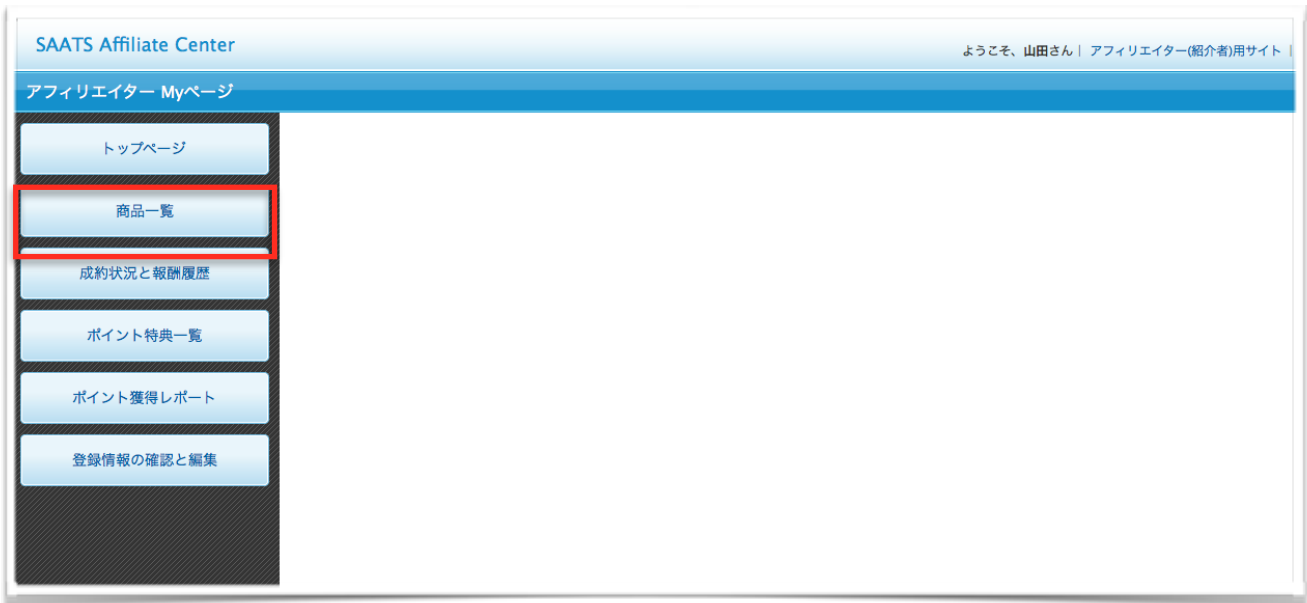 SAATS Affiliate Center
ようこそ、山田さん | アフィリエイター(紹介者)用サイト |
アフィリエイター Myページ
トップページ
商品一覧
成約状況と報酬履歴
ポイント特典一覧
ポイント獲得レポート
登録情報の確認と編集